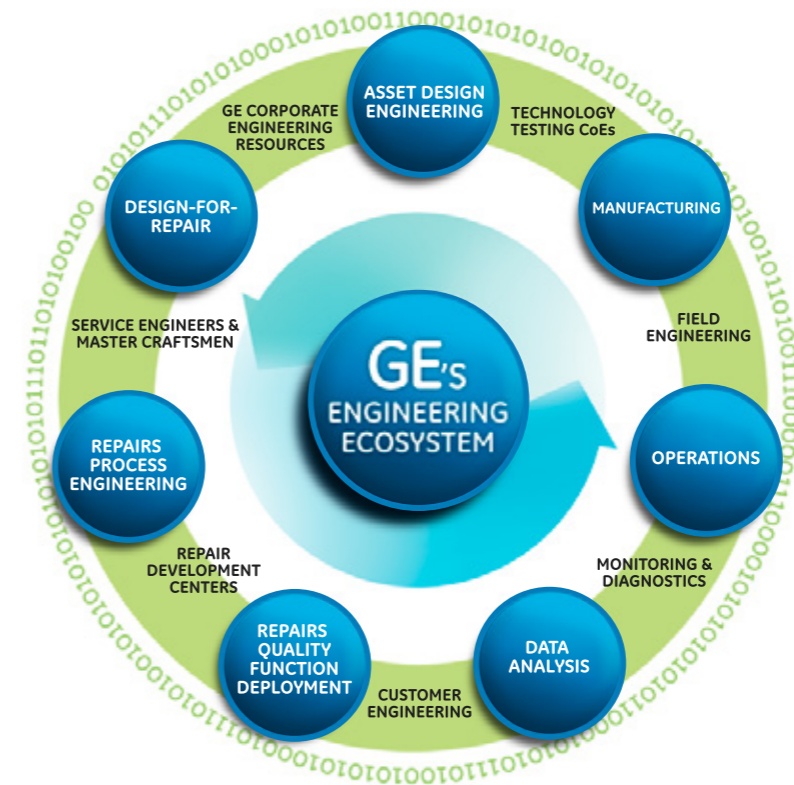 ASSET DESIGN
ENGINEERING
TECHNOLOGY
TESTING CoEs
MANUFACTURING
FIELD
ENGINEERING
OPERATIONS
MONITORING &
DIAGNOSTICS
DATA
ANALYSIS
CUSTOMER
ENGINEERING
REPAIRS
QUALITY
FUNCTION
DEPLOYMENT
REPAIR
DEVELOPMENT
CENTERS
REPAIRS
PROCESS
ENGINEERING
SERVICE ENGINEERS &
MASTER CRAFTSMEN
DESIGN-FOR-
REPAIR
GE CORPORATE
ENGINEERING
RESOURCES
GE's
ENGINEERING
ECOSYSTEM